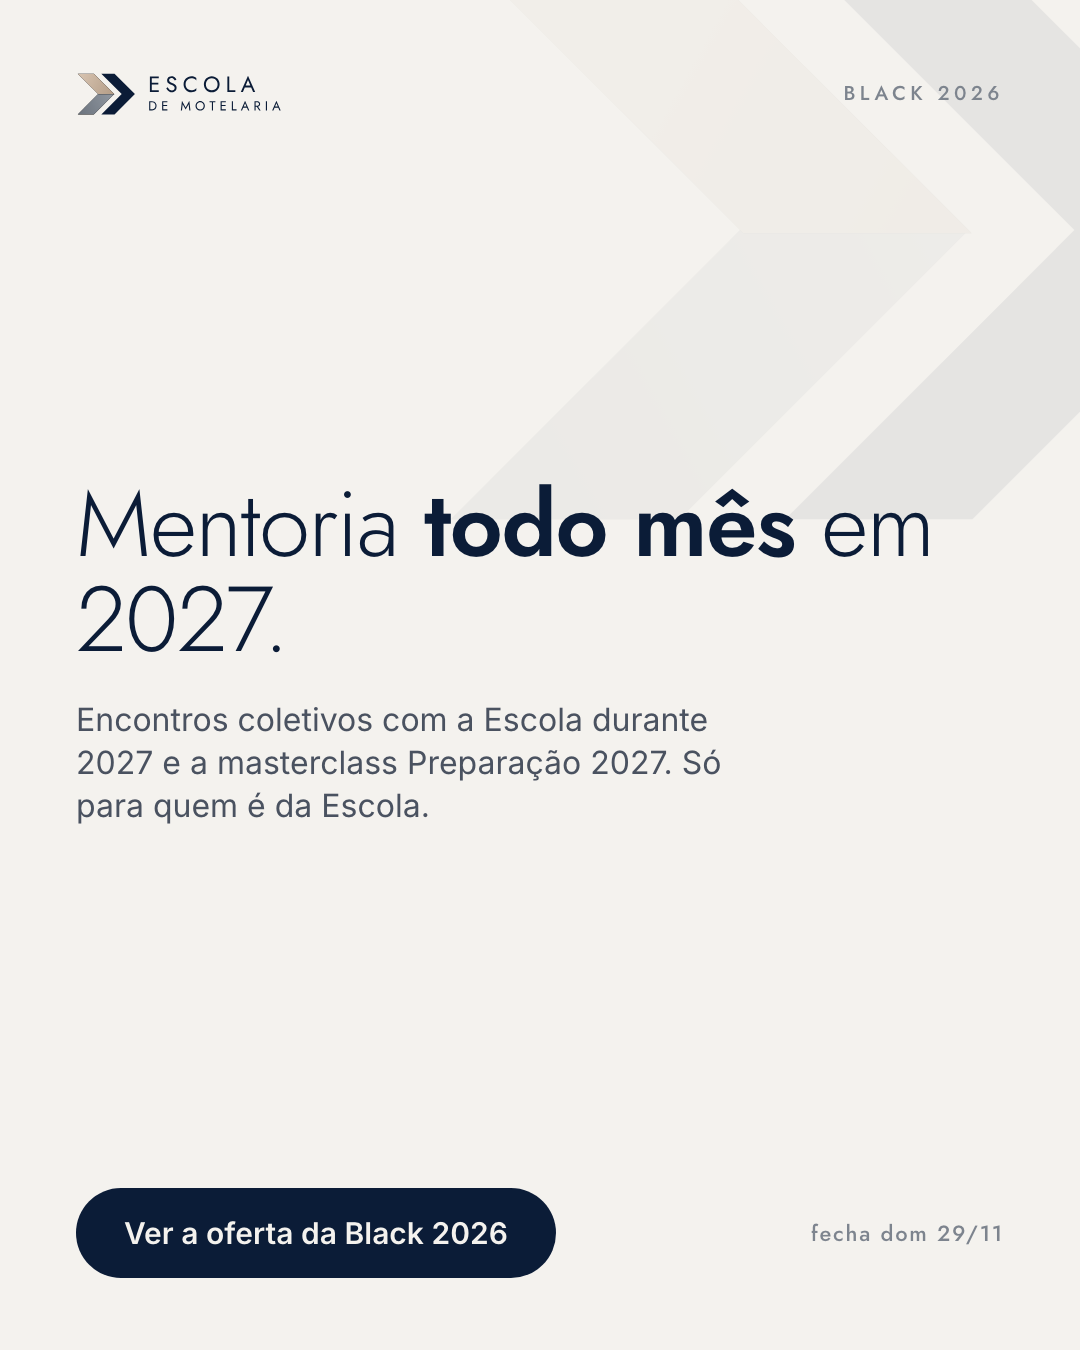 ESCOLA
DE MOTELARIA
BLACK 2026
Mentoria todo mês em
2027.
Encontros coletivos com a Escola durante
2027 e a masterclass Preparação 2027. Só
para quem é da Escola.
Ver a oferta da Black 2026
fecha dom 29/11